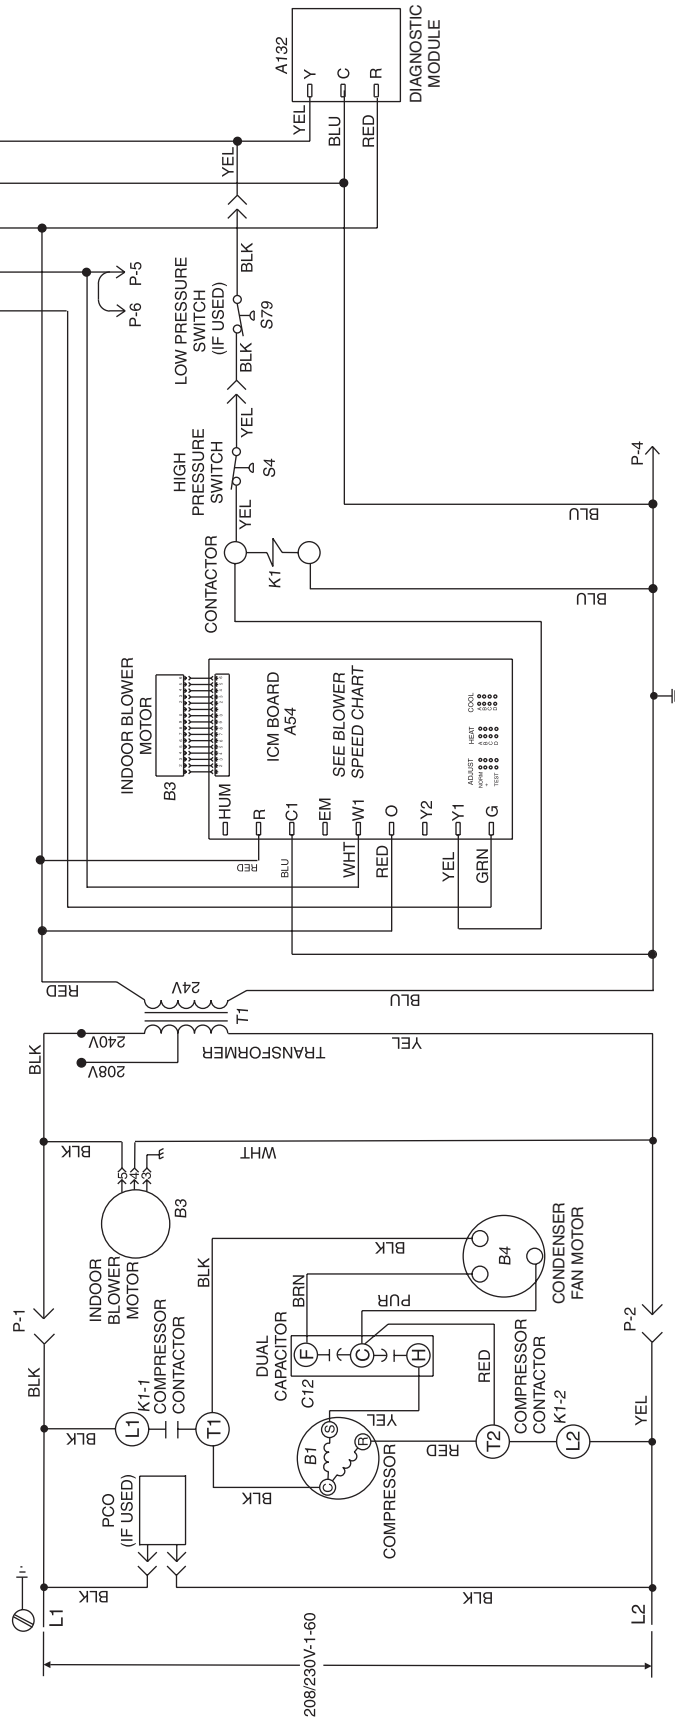 A132
Y
C
R
DIAGNOSTIC
MODULE
YEL
BLU
RED
YEL
BLK
P-5
P-6
LOW PRESSURE
SWITCH
(IF USED)
S79
BLK
YEL
HIGH
PRESSURE
SWITCH
S4
YEL
P-4
BLU
CONTACTOR
K1
BLU
INDOOR BLOWER
MOTOR
B3
ICM BOARD
A54
SEE BLOWER
SPEED CHART
ADJUST
HEAT
COOL
NORM
+
-
TEST
A
B
C
D
A
B
C
D
HUM
R
C1
EM
W1
O
Y2
Y1
G
RED
BLU
WHT
RED
YEL
GRN
RED
24V
T1
BLU
BLK
240V
208V
TRANSFORMER
YEL
BLK
5
4
3
WHT
B3
INDOOR
BLOWER
MOTOR
BLK
BLK
B4
CONDENSER
FAN MOTOR
BRN
PUR
P-1
P-2
BLK
K1-1
COMPRESSOR
CONTACTOR
DUAL
CAPACITOR
C12
F
C
H
BLK
L1
T1
YEL
RED
COMPRESSOR
CONTACTOR
K1-2
YEL
B1
S
R
C
COMPRESSOR
RED
T2
L2
BLK
PCO
(IF USED)
BLK
BLK
L1
L2
208/230V-1-60